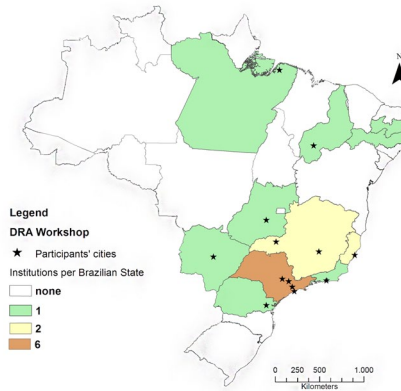 N
Legend
DRA Workshop
Participants' cities
Institutions per Brazilian State
none
1
2
6
0 250 500 1.000
Kilometers